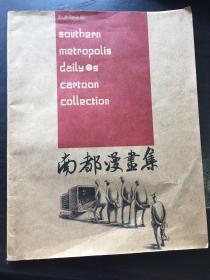 southern
metropolis
daily s
cartoon
collection
南都漫畫集